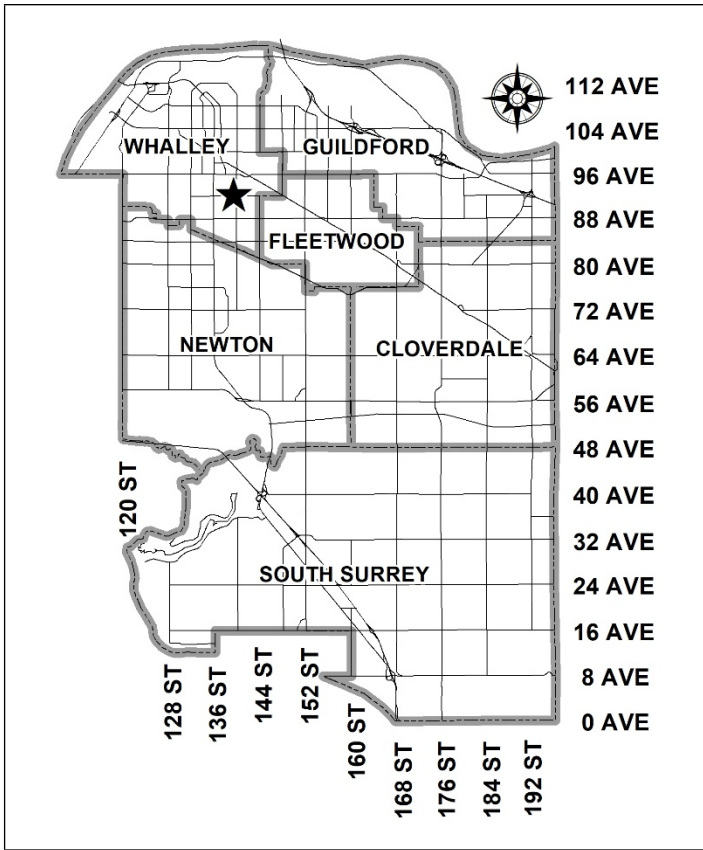 112 AVE
104 AVE
WHALLEY
GUILDFORD
96 AVE
88 AVE
FLEETWOOD
80 AVE
72 AVE
NEWTON
CLOVERDALE
64 AVE
56 AVE
48 AVE
120 ST
40 AVE
32 AVE
SOUTH SURREY
24 AVE
16 AVE
8 AVE
0 AVE
128 ST
136 ST
144 ST
152 ST
160 ST
168 ST
176 ST
184 ST
192 ST